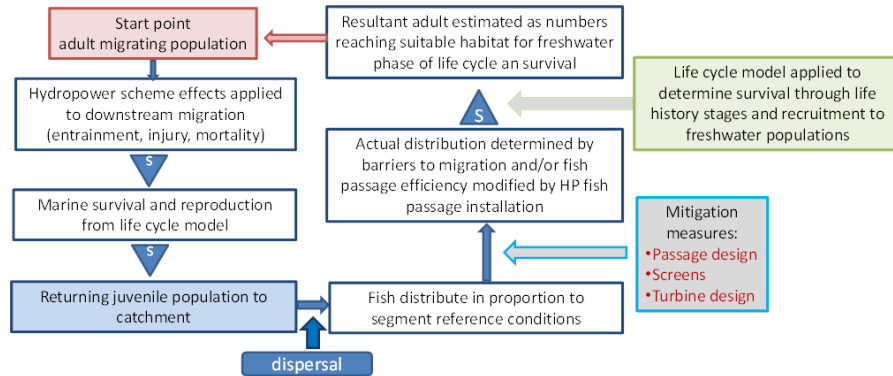 Start point
adult migrating population
Hydropower scheme effects applied
to downstream migration
(entrainment, injury, mortality)
S
Marine survival and reproduction
from life cycle model
S
Returning juvenile population to
catchment
dispersal
Fish distribute in proportion to
segment reference conditions
Actual distribution determined by
barriers to migration and/or fish
passage efficiency modified by HP fish
passage installation
S
Resultant adult estimated as numbers
reaching suitable habitat for freshwater
phase of life cycle an survival
Life cycle model applied to
determine survival through life
history stages and recruitment to
freshwater populations
Mitigation
measures:
•Passage design
•Screens
•Turbine design